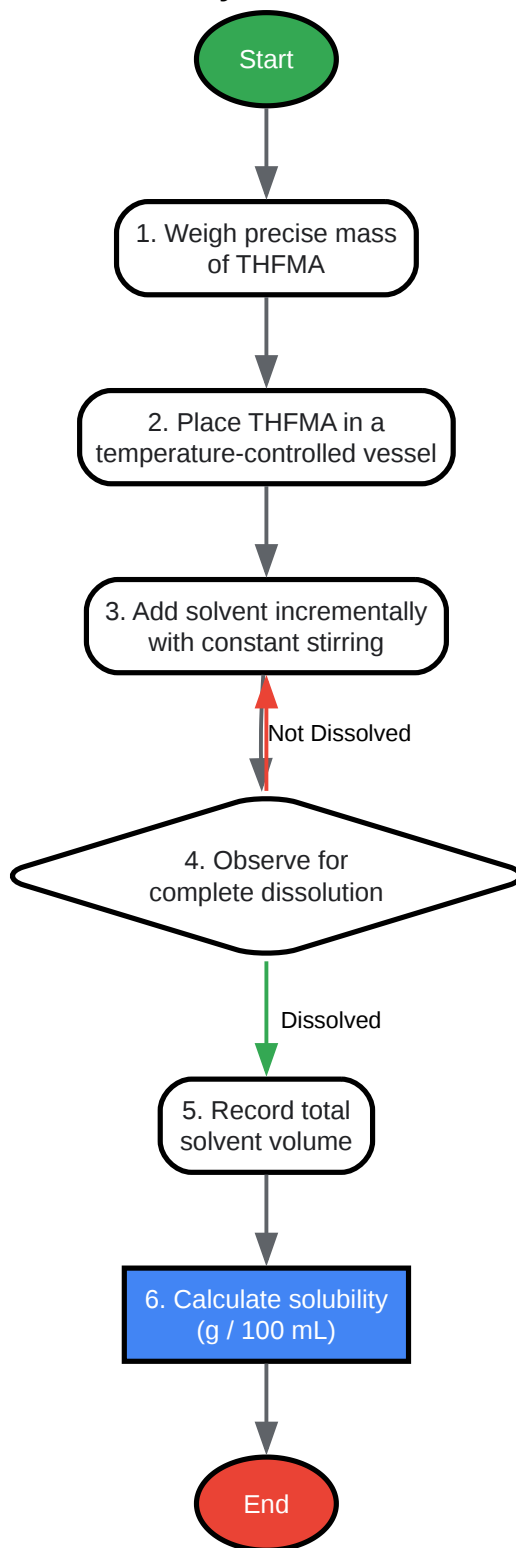 Start
1. Weigh precise mass
of THFMA
2. Place THFMA in a
temperature-controlled vessel
3. Add solvent incrementally
with constant stirring
Not Dissolved
4. Observe for
complete dissolution
Dissolved
5. Record total
solvent volume
6. Calculate solubility
(g / 100 mL)
End